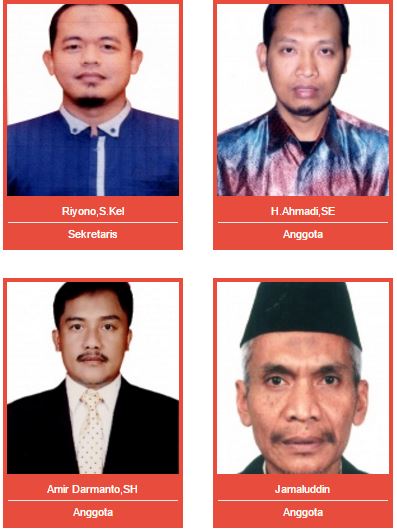 Riyono,S.Kel
Sekretaris
H.Ahmadi,SE
Anggota
Amir Darmanto,SH
Anggota
Jamaluddin
Anggota